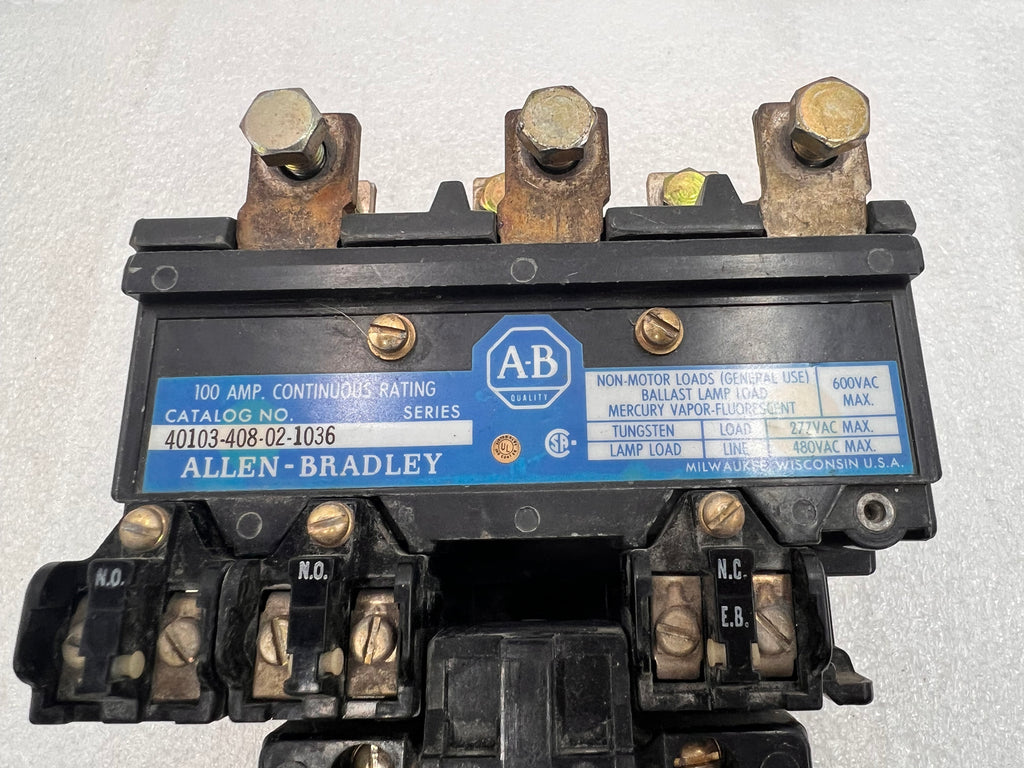 A-B
QUALITY
100 AMP. CONTINUOUS RATING
CATALOG NO. SERIES
40103-408-02-1036
ALLEN-BRADLEY
UL
SA
NON-MOTOR LOADS (GENERAL USE)
BALLAST LAMP LOAD
MERCURY VAPOR-FLUORESCENT
600VAC
MAX.
TUNGSTEN LOAD 277VAC MAX.
LAMP LOAD LINE 480VAC MAX.
MILWAUKEE, WISCONSIN U.S.A.
N.O.
N.O.
N.C.
E.B.